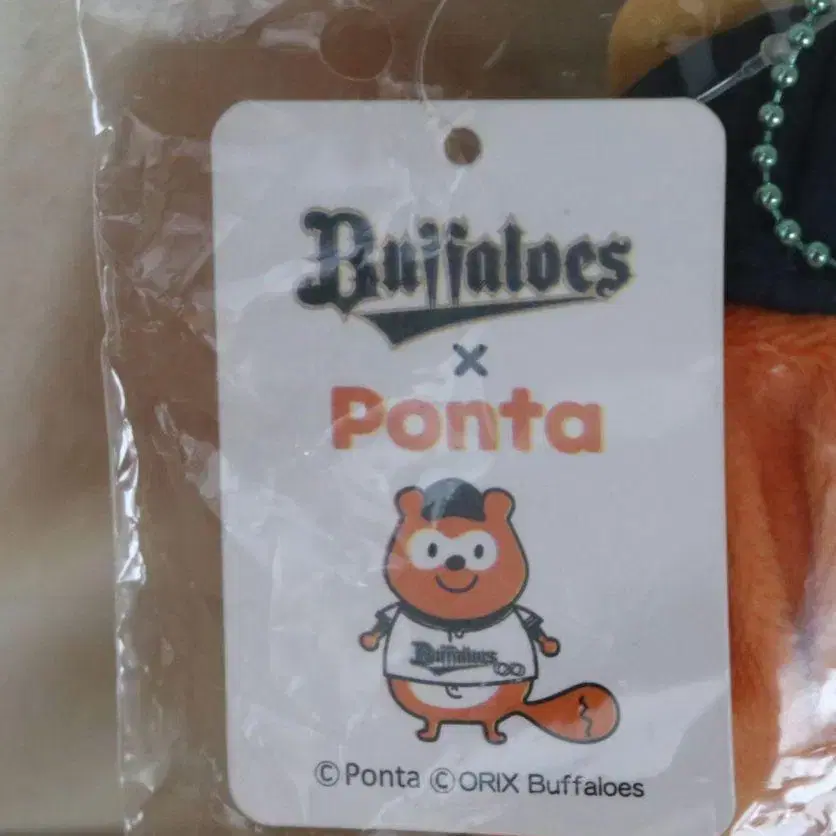 Buffaloes
×
Ponta
Buffaloes
©Ponta ©ORIX Buffaloes